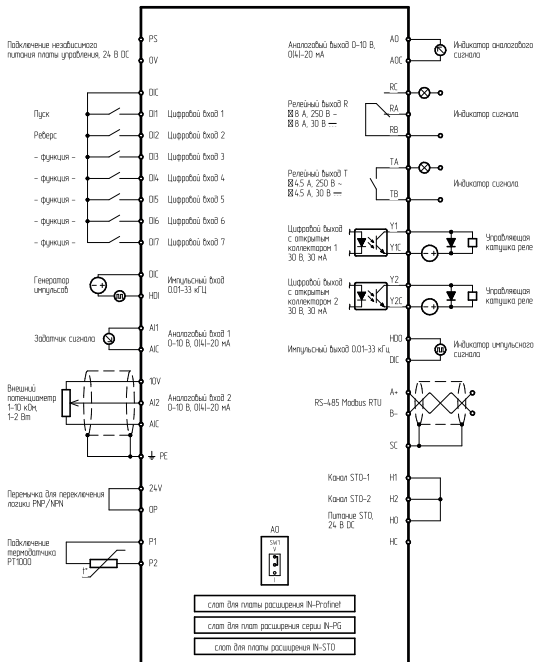 Подключение независимого
питания платы управления, 24 В DC
PS
0V
DIC
Пуск
DI1 Цифровой вход 1
Реверс
DI2 Цифровой вход 2
- функция -
DI3 Цифровой вход 3
- функция -
DI4 Цифровой вход 4
- функция -
DI5 Цифровой вход 5
- функция -
DI6 Цифровой вход 6
- функция -
DI7 Цифровой вход 7
Генератор
импульсов
DIC
HDI
Импульсный вход
0.01-33 кГЦ
Задатчик сигнала
AI1
AIC
Аналоговый вход 1
0-10 В, 0(4)-20 мА
Внешний
потенциометр
1-10 кОм,
1-2 Вт
10V
AI2
AIC
Аналоговый вход 2
0-10 В, 0(4)-20 мА
PE
Перемычка для переключения
логики PNP/NPN
24V
OP
Подключение
термодатчика
PT1000
t°
P1
P2
Аналоговый выход 0-10 В,
0(4)-20 мА
AO
AOC
Индикатор аналогового
сигнала
Релейный выход R
8 А, 250 В ~
8 А, 30 В
RC
RA
RB
Индикатор сигнала
Релейный выход T
4.5 А, 250 В ~
4.5 А, 30 В
TA
TB
Индикатор сигнала
Цифровой выход
с открытым
коллектором 1
30 В, 30 мА
Y1
Y1C
Управляющая
катушка реле
Цифровой выход
с открытым
коллектором 2
30 В, 30 мА
Y2
Y2C
Управляющая
катушка реле
Импульсный выход 0.01-33 кГц
HDO
DIC
Индикатор импульсного
сигнала
RS-485 Modbus RTU
A+
B-
SC
Канал STO-1
H1
Канал STO-2
H2
Питание STO,
24 В DC
HO
HC
AO
SW1
V
I
слот для платы расширения IN-Profinet
слот для плат расширения серии IN-PG
слот для платы расширения IN-STO